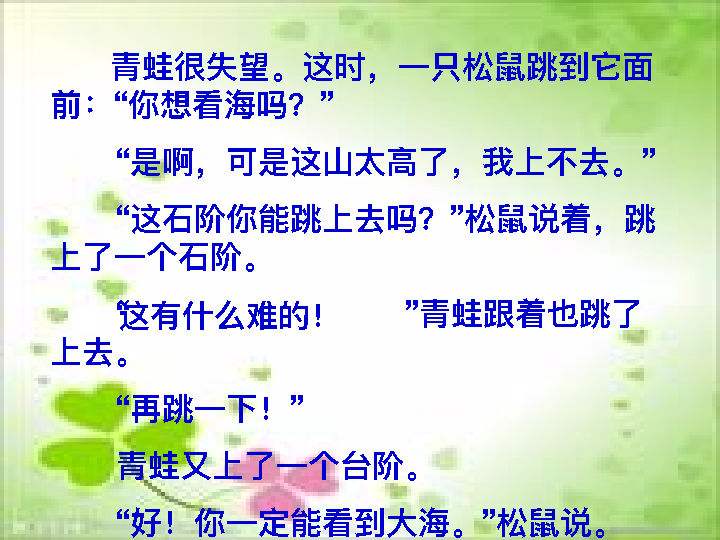 青蛙很失望。这时，一只松鼠跳到它面
前：“你想看海吗？”
“是啊，可是这山太高了，我上不去。”
“这石阶你能跳上去吗？”松鼠说着，跳
上了一个石阶。
“这有什么难的！ ”青蛙跟着也跳了
上去。
“再跳一下！”
青蛙又上了一个台阶。
“好！你一定能看到大海。”松鼠说。